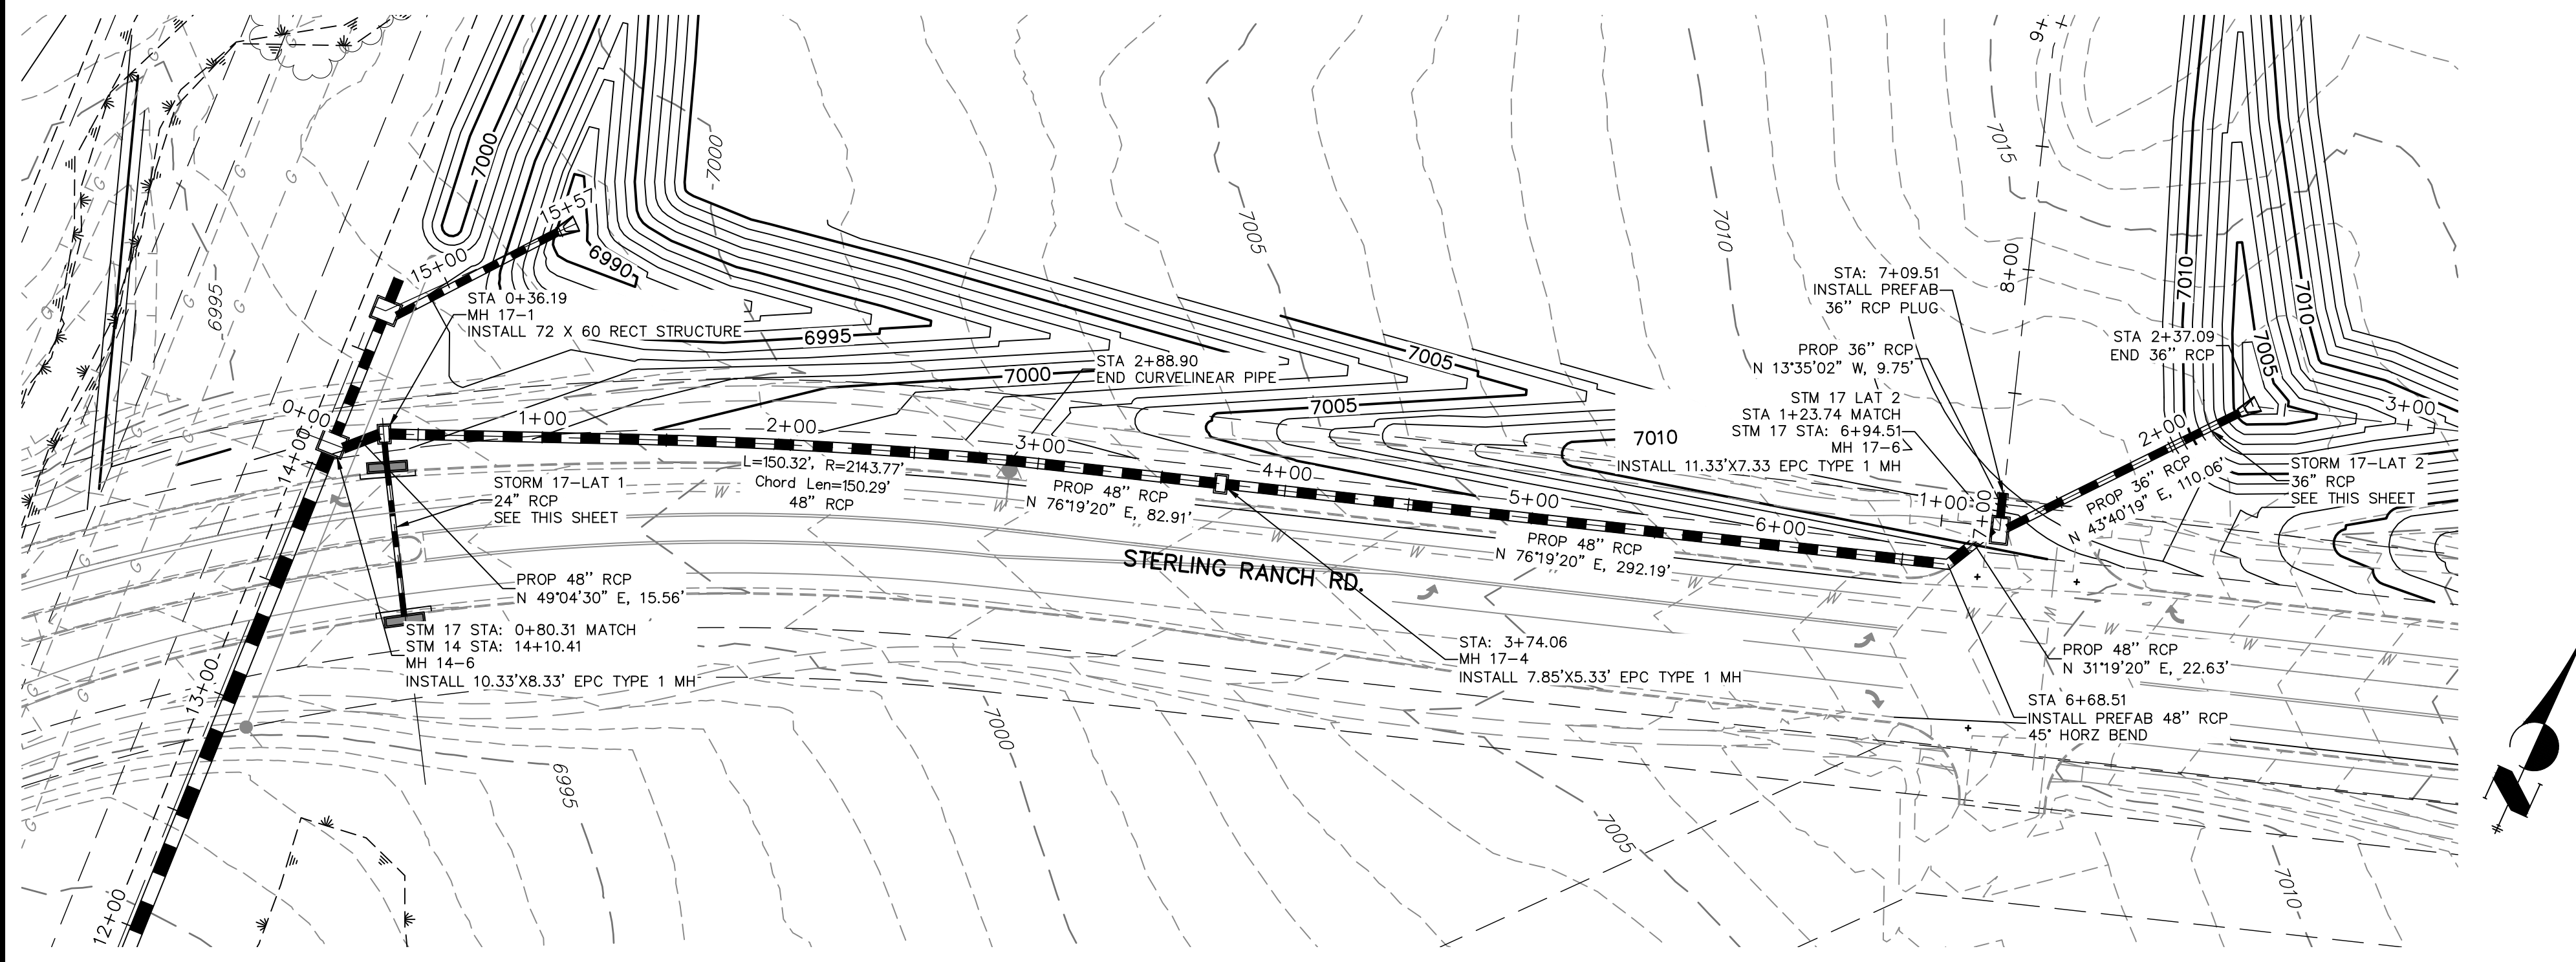 9+
7000
7000
7015
15+57
7005
7010
8+00
7010
7010
15+00
6990
6995
STA 0+36.19
MH 17-1
INSTALL 72 X 60 RECT STRUCTURE
6995
STA: 7+09.51
INSTALL PREFAB
36" RCP PLUG
PROP 36" RCP
N 13°35'02" W, 9.75'
STA 2+37.09
END 36" RCP
7005
7005
STA 2+88.90
END CURVELINEAR PIPE
7000
7005
STM 17 LAT 2
STA 1+23.74 MATCH
STM 17 STA: 6+94.51
MH 17-6
INSTALL 11.33'X7.33 EPC TYPE 1 MH
7010
3+00
0+00
1+00
2+00
3+00
4+00
5+00
6+00
7+00
1+00
2+00
14+00
L=150.32', R=2143.77'
Chord Len=150.29'
48" RCP
PROP 48" RCP
N 76°19'20" E, 82.91'
PROP 48" RCP
N 76°19'20" E, 292.19'
PROP 36" RCP
N 43°40'19" E, 110.06'
STORM 17-LAT 2
36" RCP
SEE THIS SHEET
STORM 17-LAT 1
24" RCP
SEE THIS SHEET
STERLING RANCH RD.
PROP 48" RCP
N 49°04'30" E, 15.56'
STM 17 STA: 0+80.31 MATCH
STM 14 STA: 14+10.41
MH 14-6
INSTALL 10.33'X8.33' EPC TYPE 1 MH
STA: 3+74.06
MH 17-4
INSTALL 7.85'X5.33' EPC TYPE 1 MH
PROP 48" RCP
N 31°19'20" E, 22.63'
STA 6+68.51
INSTALL PREFAB 48" RCP
45° HORZ BEND
13+00
7000
6995
7005
7010
12+00
N